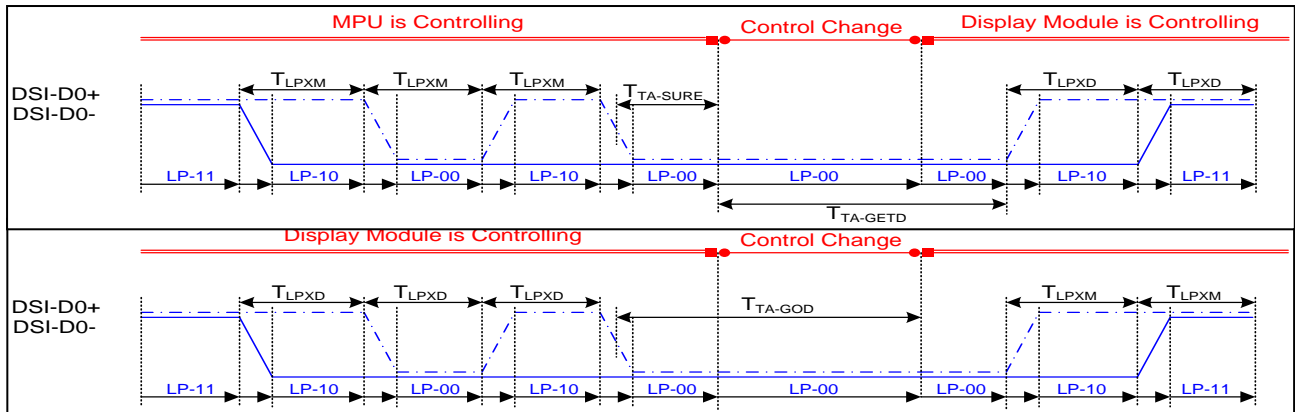 MPU is Controlling Control Change Display Module is Controlling
TLPXM TLPXM TLPXM TTA-SURE TLPXD TLPXD
DSI-D0+
DSI-D0-
LP-11 LP-10 LP-00 LP-10 LP-00 LP-00 LP-00 LP-10 LP-11
TTA-GETD
Display Module is Controlling Control Change
TLPXD TLPXD TLPXD TTA-GOD TLPXM TLPXM
DSI-D0+
DSI-D0-
LP-11 LP-10 LP-00 LP-10 LP-00 LP-00 LP-00 LP-10 LP-11